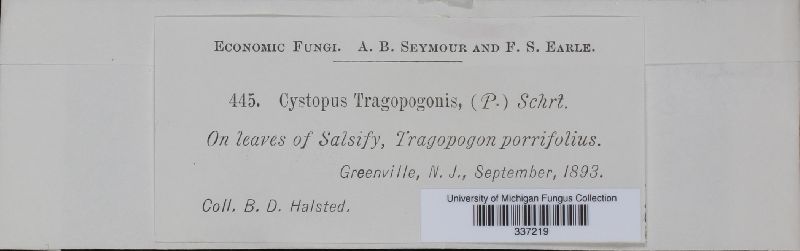 Economic Fungi. A. B. Seymour and F. S. Earle.
445. Cystopus Tragopogonis, (P.) Schrt.
On leaves of Salsify, Tragopogon porrifolius.
Greenville, N. J., September, 1893.
Coll. B. D. Halsted.
University of Michigan Fungus Collection
337219